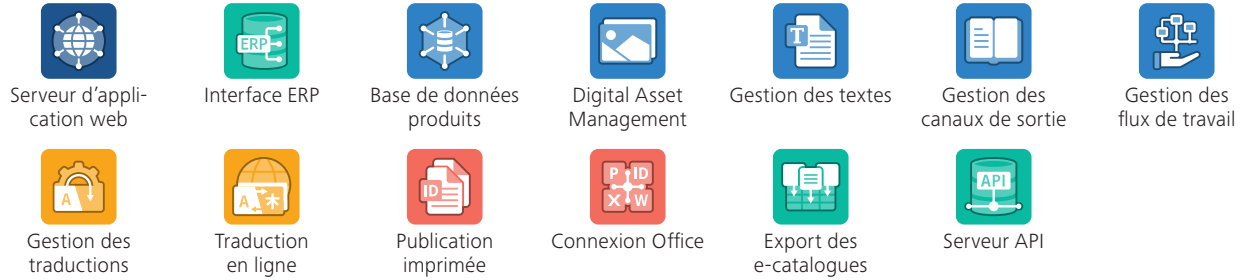 ERP
T
Serveur d'appli-
cation web
Interface ERP
Base de données
produits
Digital Asset
Management
Gestion des textes
Gestion des
canaux de sortie
Gestion des
flux de travail
A
A
ID
P ID
X W
API
Gestion des
traductions
Traduction
en ligne
Publication
imprimée
Connexion Office
Export des
e-catalogues
Serveur API